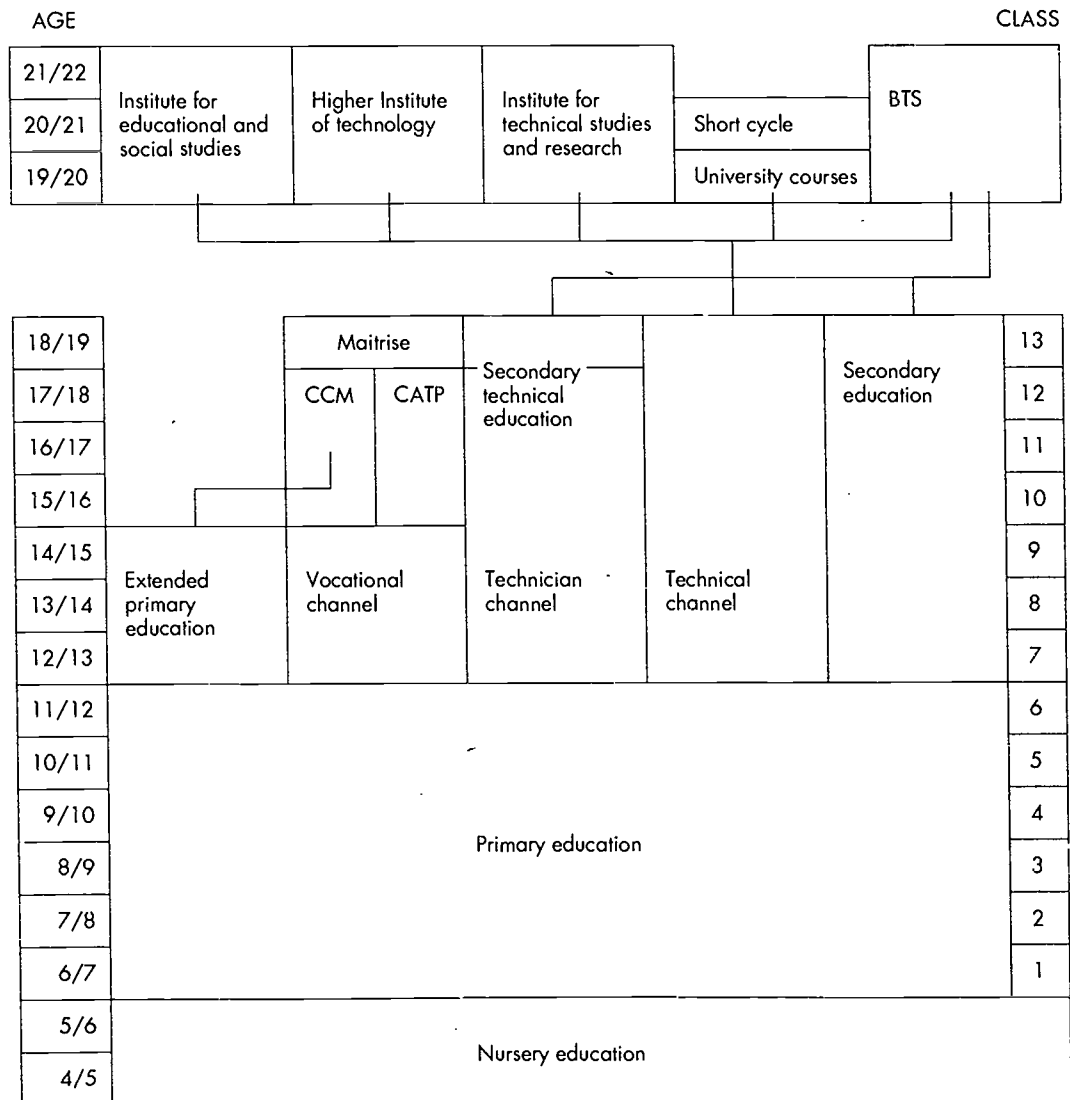 AGE
CLASS
21/22
20/21
19/20
Institute for
educational and
social studies
Higher Institute
of technology
Institute for
technical studies
and research
Short cycle
University courses
BTS
18/19
17/18
16/17
15/16
14/15
13/14
12/13
11/12
10/11
9/10
8/9
7/8
6/7
5/6
4/5
Maitrise
CCM
CATP
Secondary
technical
education
Secondary
education
Extended
primary
education
Vocational
channel
Technician
channel
Technical
channel
Primary education
Nursery education
13
12
11
10
9
8
7
6
5
4
3
2
1